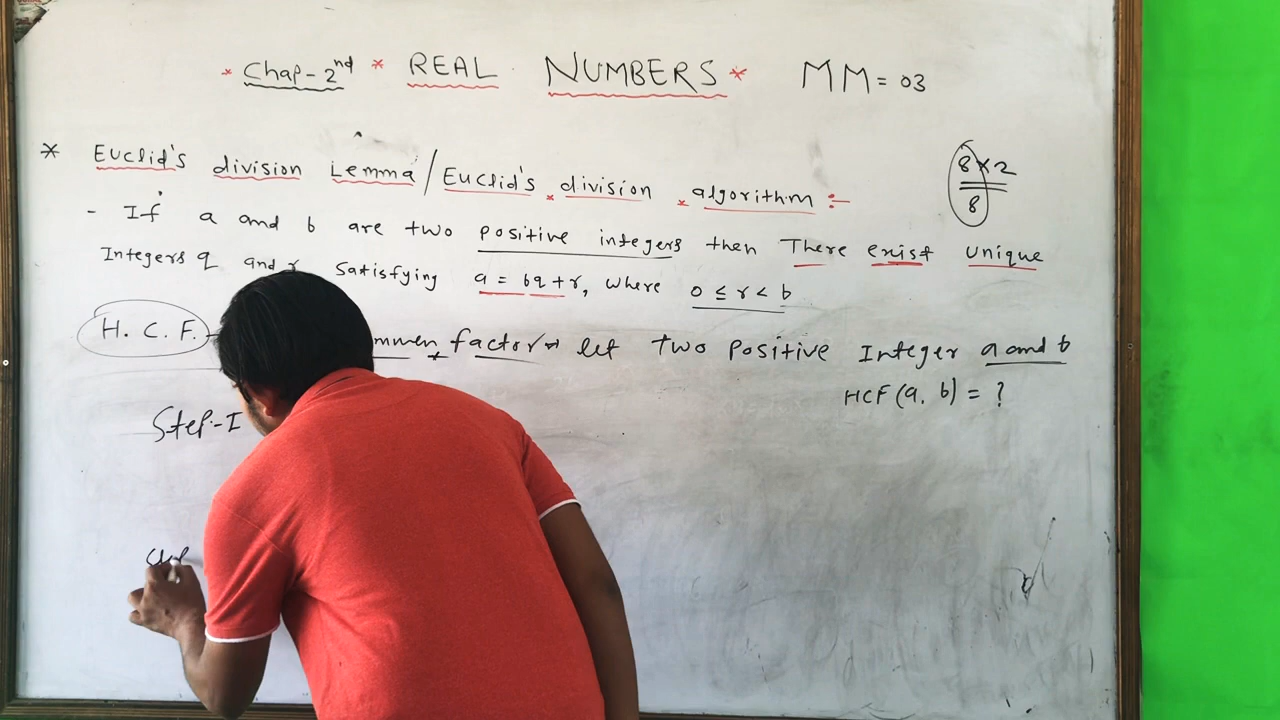 * Chap-2nd * REAL NUMBERS * MM = 03
* Euclid's division Lemma / Euclid's division algorithm :-
8×2
8
- If a and b are two positive integers then There exist unique
Integers q and r satisfying a = bq + r, where 0 ≤ r < b
H. C. F. factor let two Positive Integer a and b
HCF (a, b) = ?
Step-I